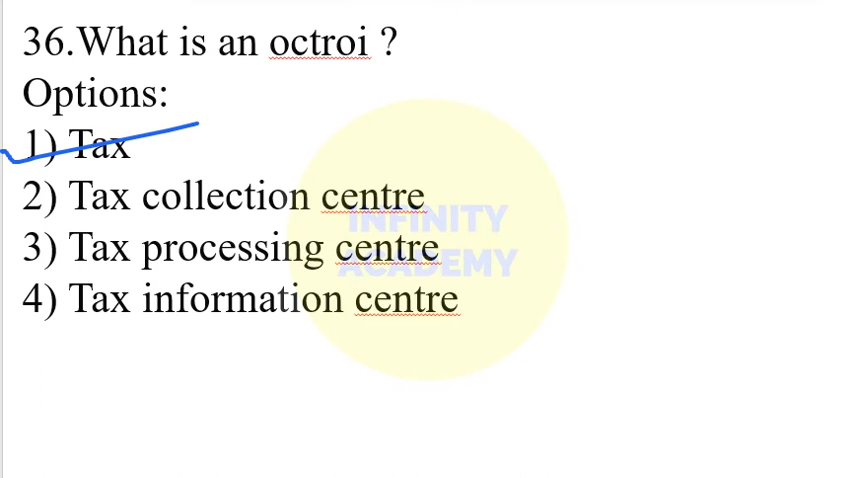 36.What is an octroi ?
Options:
1) Tax
2) Tax collection centre
3) Tax processing centre
4) Tax information centre
INFINITY
ACADEMY